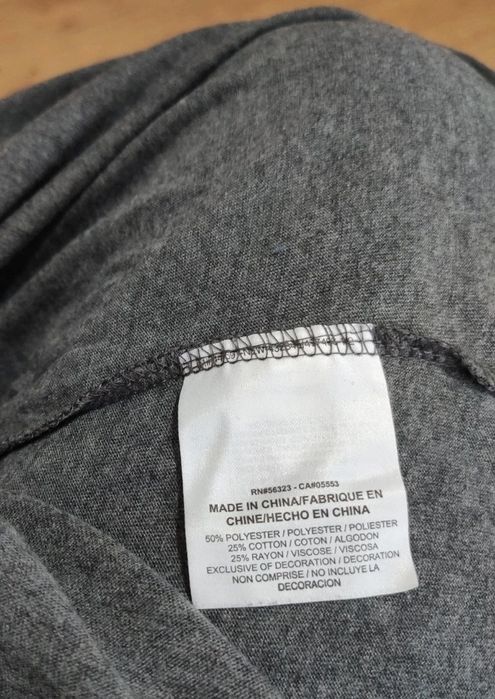 RN#56323 - CA#05553
MADE IN CHINA/FABRIQUE EN
CHINE/HECHO EN CHINA
50% POLYESTER / POLYESTER / POLIESTER
25% COTTON / COTON / ALGODON
25% RAYON / VISCOSE / VISCOSA
EXCLUSIVE OF DECORATION / DECORATION
NON COMPRISE / NO INCLUYE LA
DECORACION